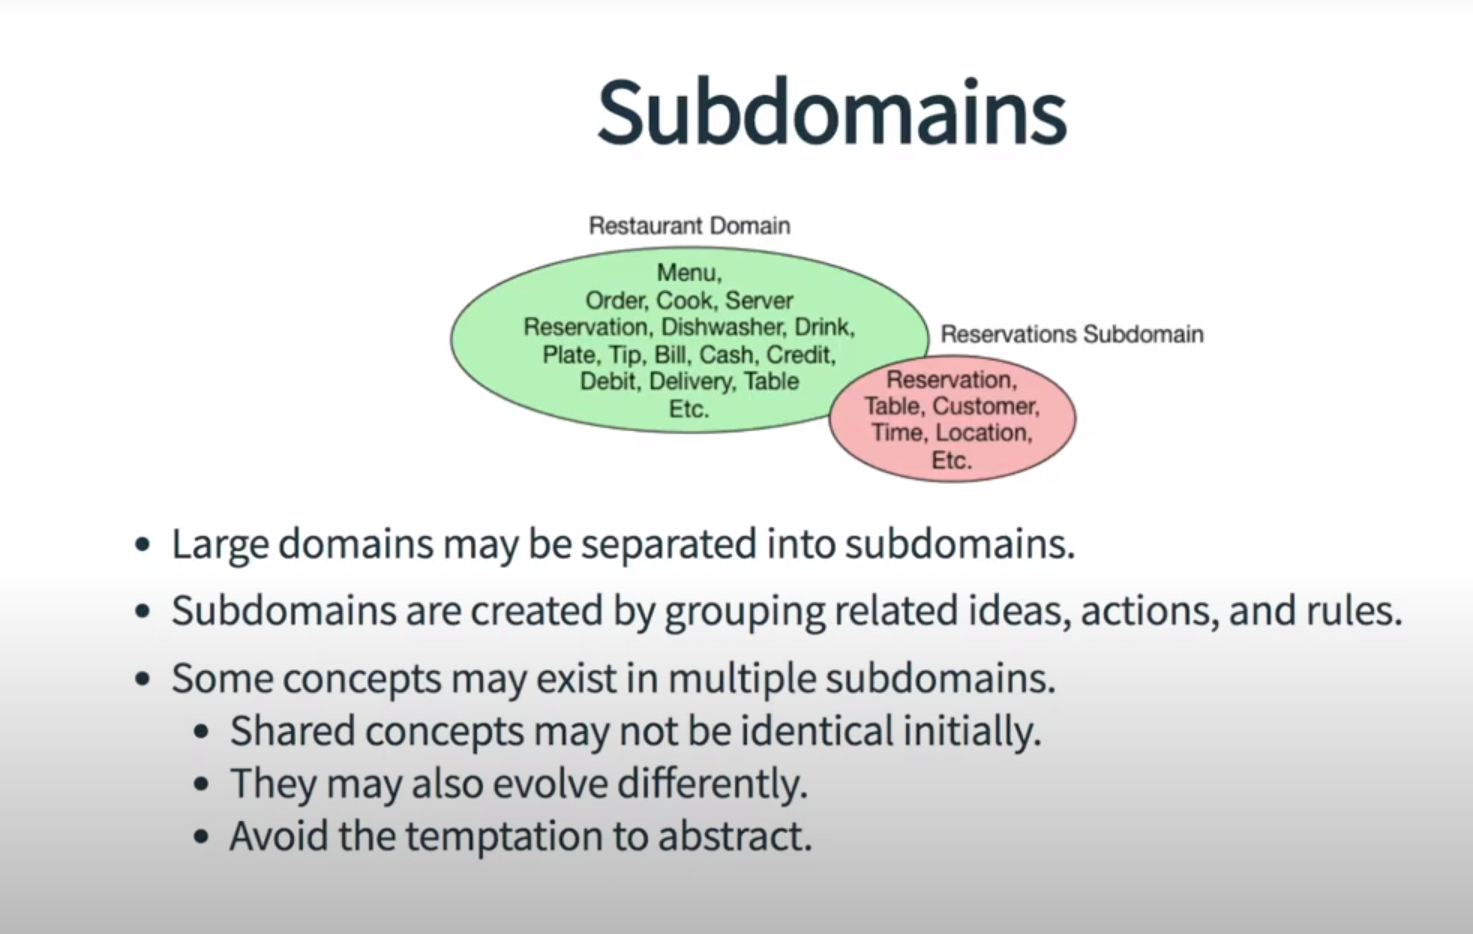 Subdomains
Restaurant Domain
Menu,
Order, Cook, Server
Reservation, Dishwasher, Drink,
Plate, Tip, Bill, Cash, Credit,
Debit, Delivery, Table
Etc.
Reservations Subdomain
Reservation,
Table, Customer,
Time, Location,
Etc.
• Large domains may be separated into subdomains.
• Subdomains are created by grouping related ideas, actions, and rules.
• Some concepts may exist in multiple subdomains.
• Shared concepts may not be identical initially.
• They may also evolve differently.
• Avoid the temptation to abstract.